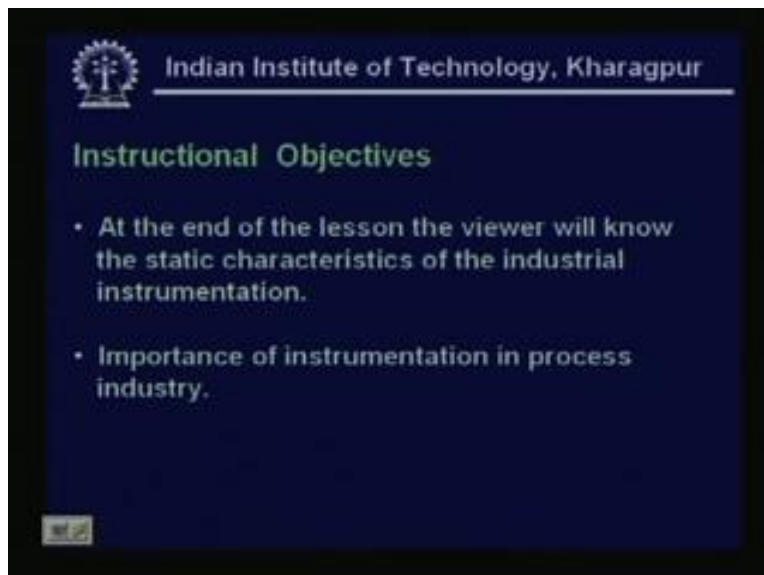 Indian Institute of Technology, Kharagpur
Instructional Objectives
• At the end of the lesson the viewer will know
the static characteristics of the industrial
instrumentation.
• Importance of instrumentation in process
industry.